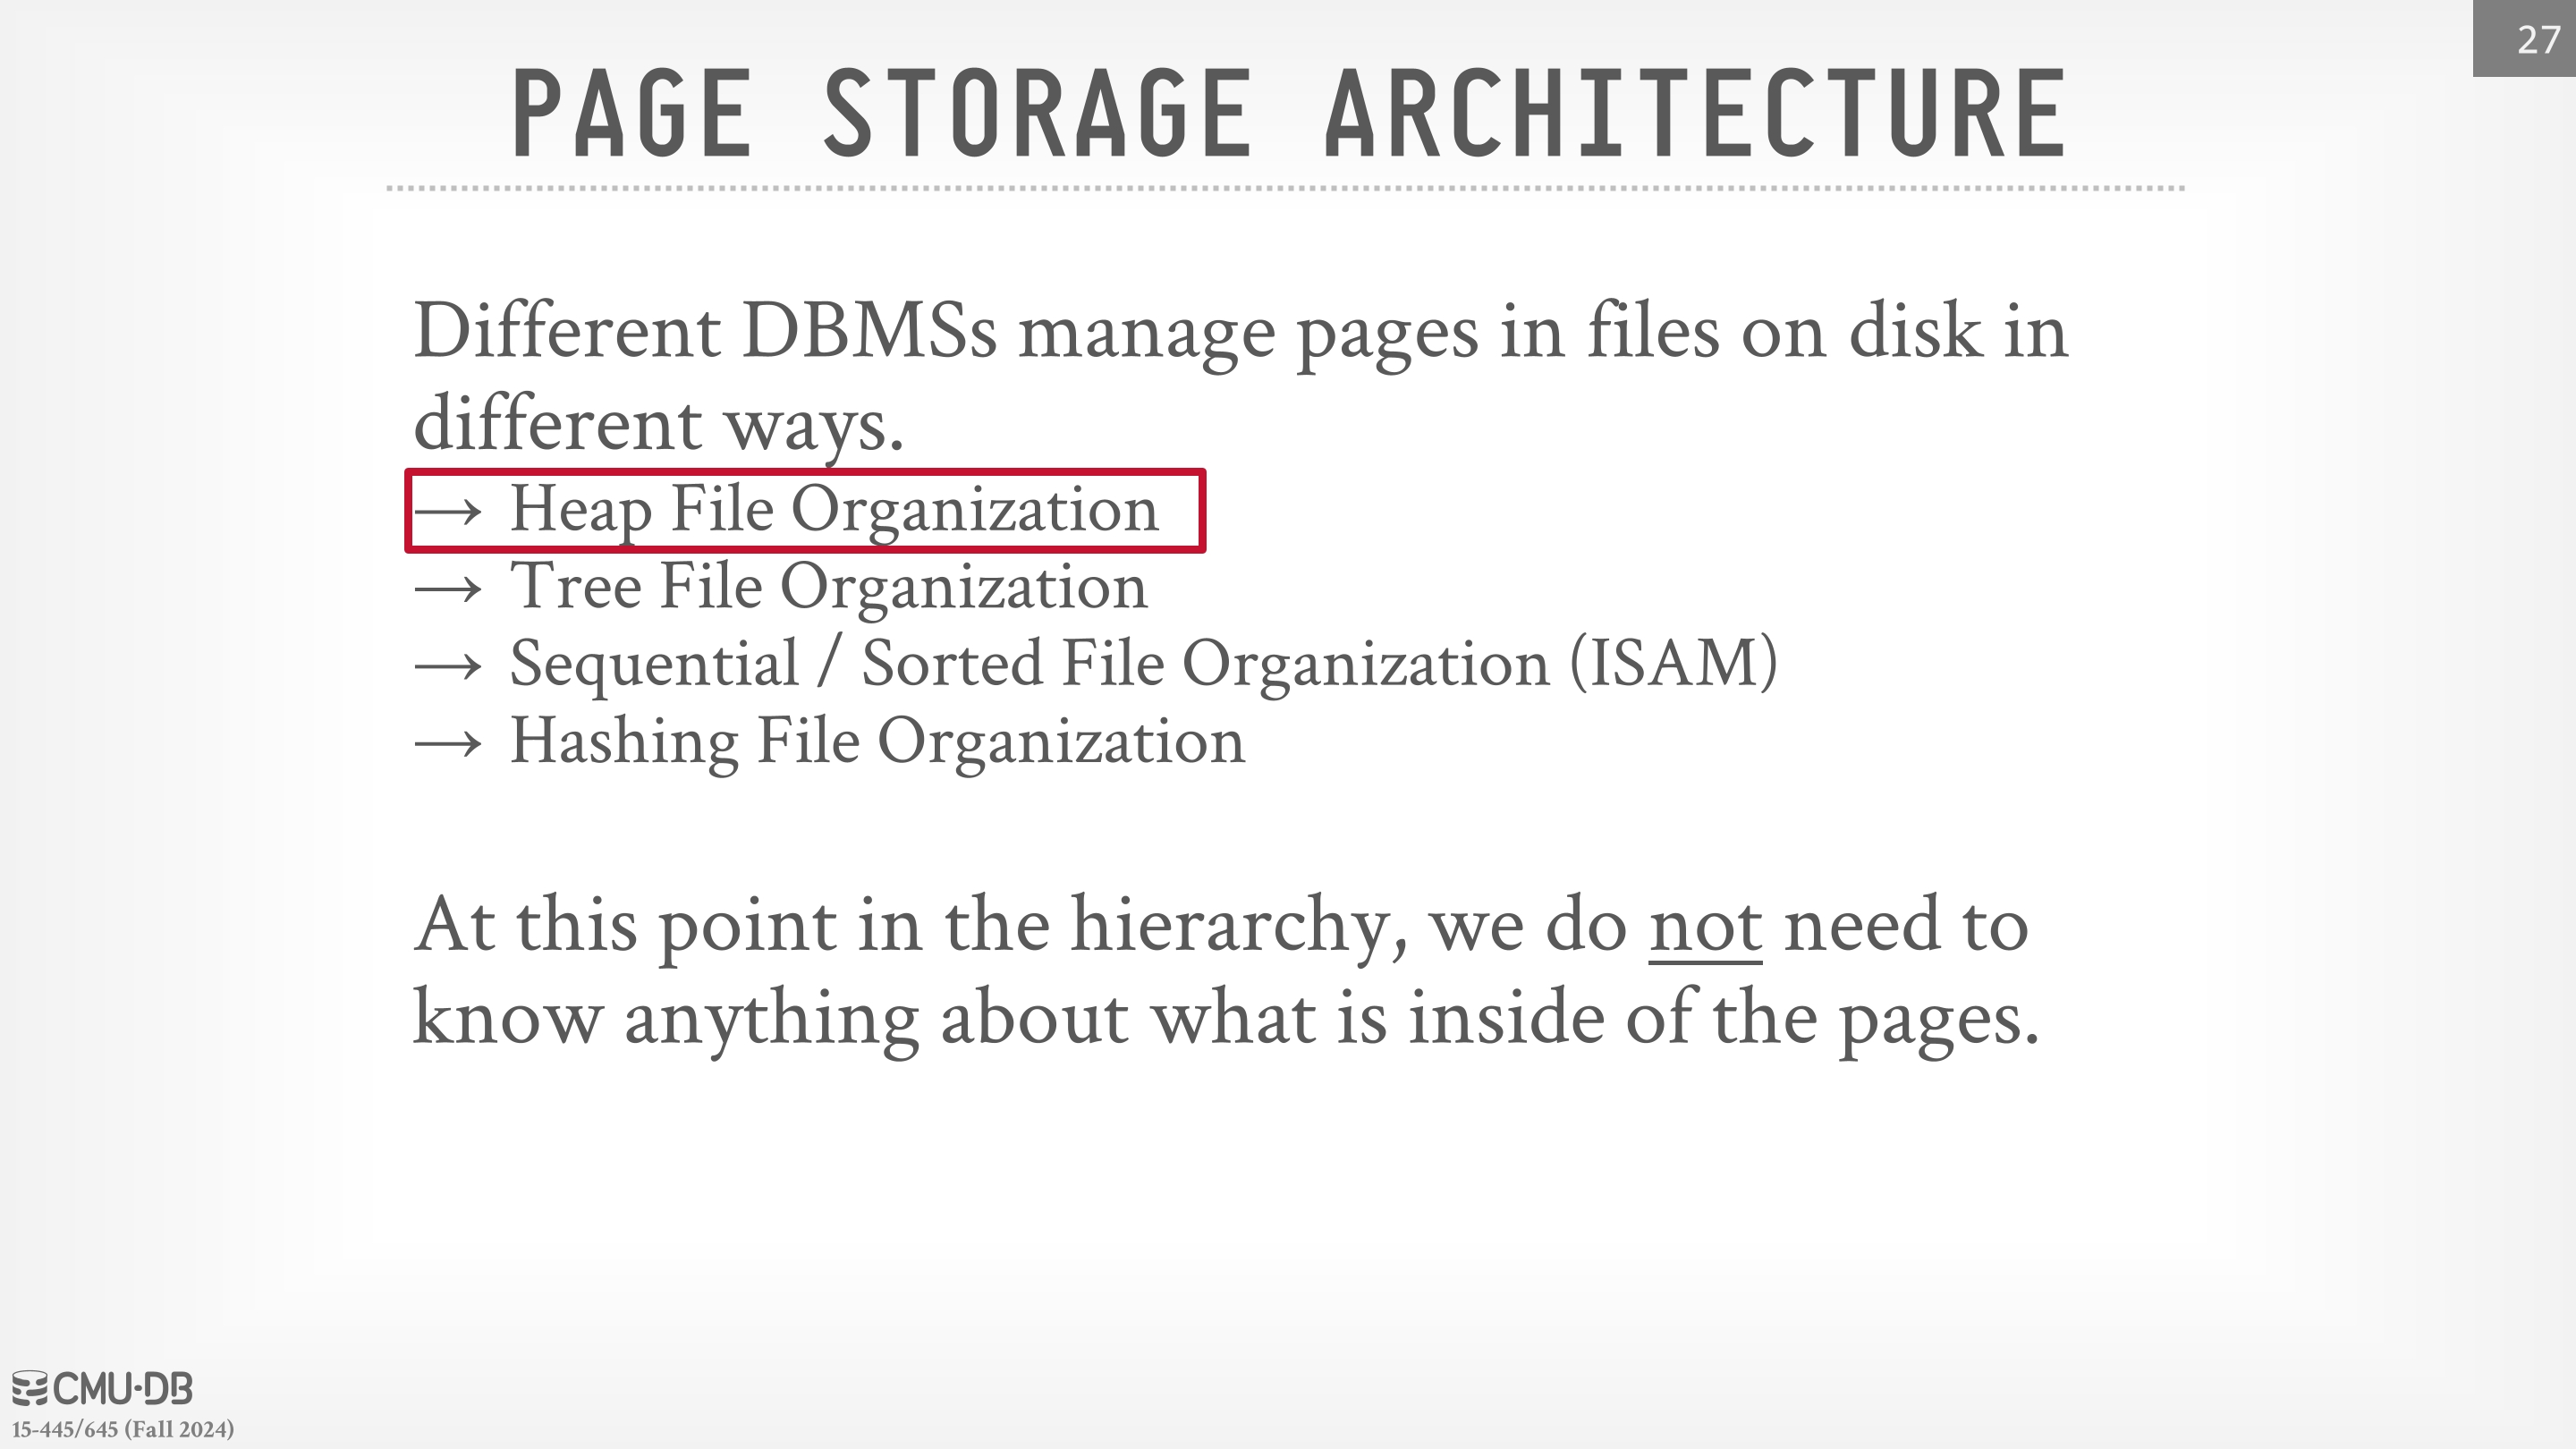 27
PAGE STORAGE ARCHITECTURE
Different DBMSs manage pages in files on disk in
different ways.
→ Heap File Organization
→ Tree File Organization
→ Sequential / Sorted File Organization (ISAM)
→ Hashing File Organization
At this point in the hierarchy, we do not need to
know anything about what is inside of the pages.
CMU·DB
15-445/645 (Fall 2024)